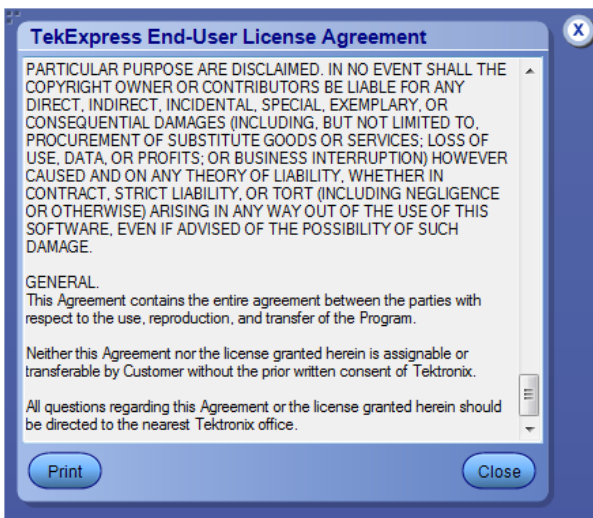 TekExpress End-User License Agreement
X
PARTICULAR PURPOSE ARE DISCLAIMED. IN NO EVENT SHALL THE
COPYRIGHT OWNER OR CONTRIBUTORS BE LIABLE FOR ANY
DIRECT, INDIRECT, INCIDENTAL, SPECIAL, EXEMPLARY, OR
CONSEQUENTIAL DAMAGES (INCLUDING, BUT NOT LIMITED TO,
PROCUREMENT OF SUBSTITUTE GOODS OR SERVICES; LOSS OF
USE, DATA, OR PROFITS; OR BUSINESS INTERRUPTION) HOWEVER
CAUSED AND ON ANY THEORY OF LIABILITY, WHETHER IN
CONTRACT, STRICT LIABILITY, OR TORT (INCLUDING NEGLIGENCE
OR OTHERWISE) ARISING IN ANY WAY OUT OF THE USE OF THIS
SOFTWARE, EVEN IF ADVISED OF THE POSSIBILITY OF SUCH
DAMAGE.
GENERAL.
This Agreement contains the entire agreement between the parties with
respect to the use, reproduction, and transfer of the Program.
Neither this Agreement nor the license granted herein is assignable or
transferable by Customer without the prior written consent of Tektronix.
All questions regarding this Agreement or the license granted herein should
be directed to the nearest Tektronix office.
Print
Close